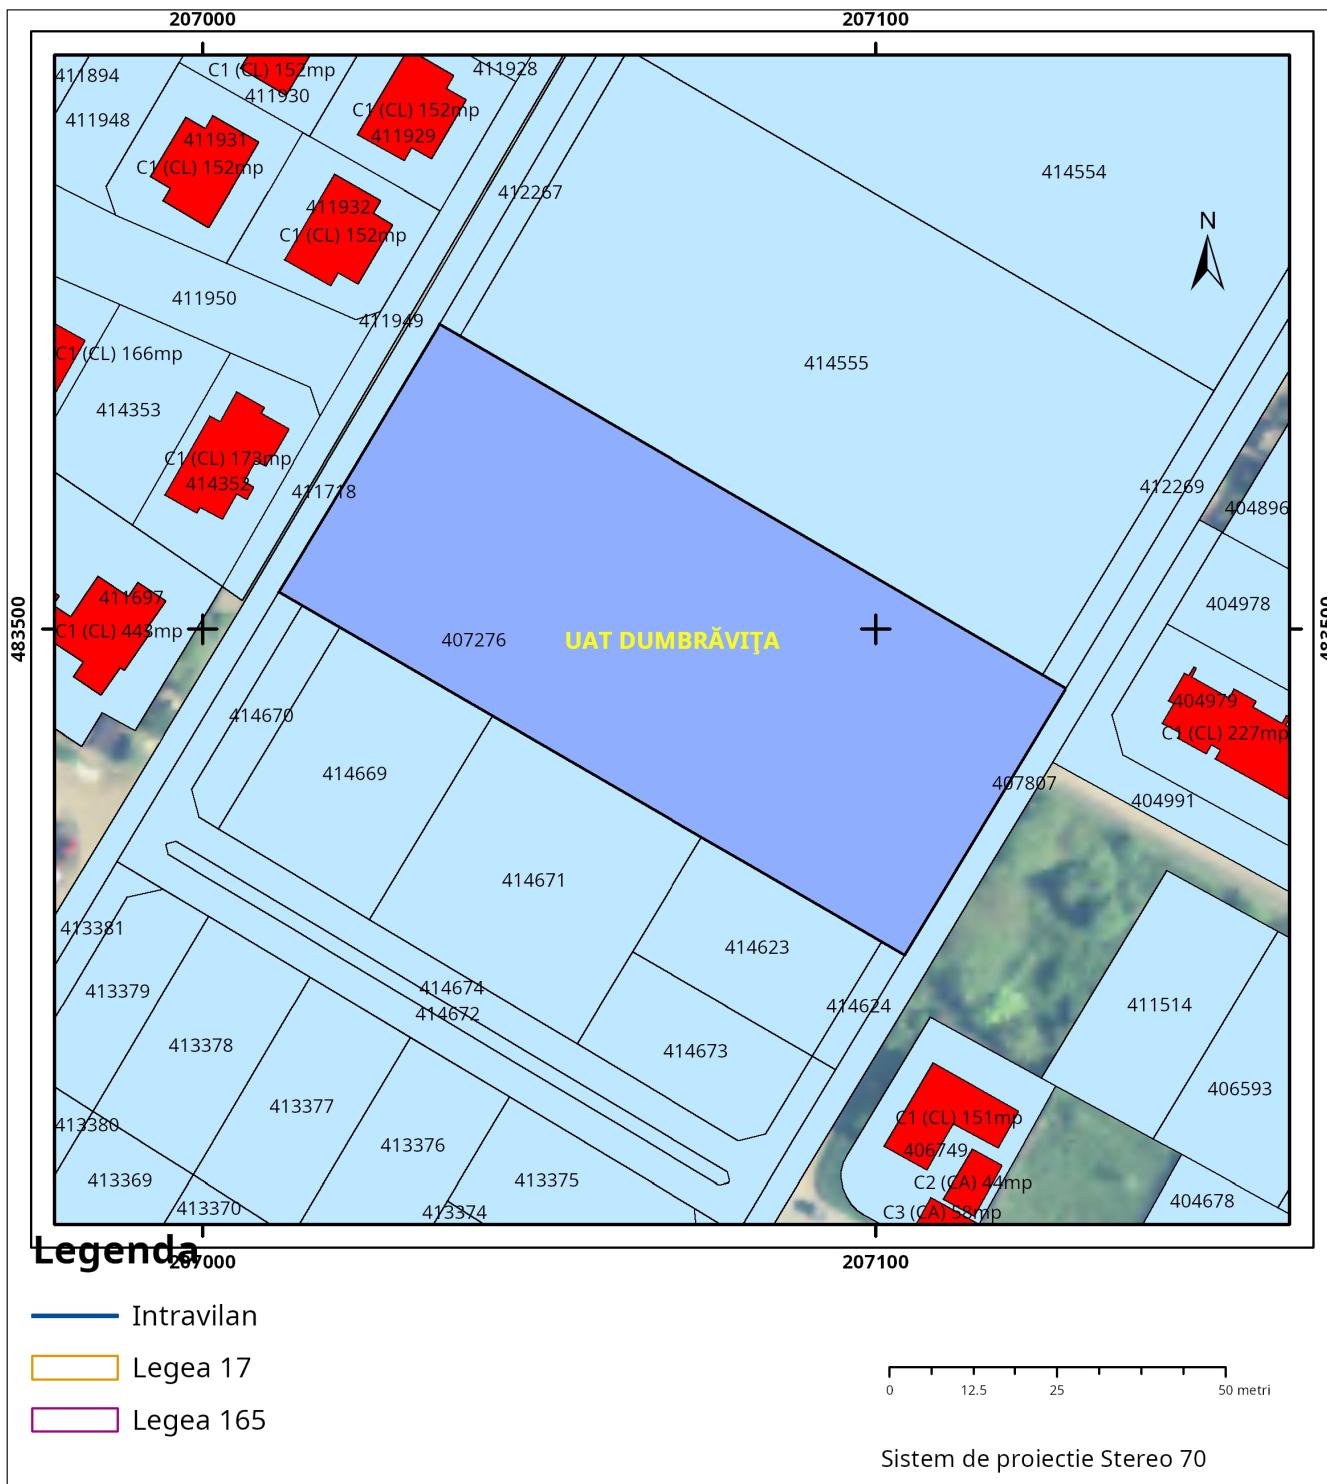 207000
207100
411894
C1 (CL) 152mp
411928
411930
411948
C1 (CL) 152mp
411929
411931
C1 (CL) 152mp
414554
412267
411932
N
C1 (CL) 152mp
411950
411949
C1 (CL) 166mp
414555
414353
C1 (CL) 173mp
414352
411718
412269
404896
411697
404978
483500
C1 (CL) 443mp
407276
UAT DUMBRĂVIŢA
483500
404979
414670
C1 (CL) 227mp
414669
407807
404991
414671
413381
414623
413379
414674
414624
411514
414672
413378
414673
406593
413377
C1 (CL) 151mp
413380
413376
406749
413369
413375
C2 (CA) 44mp
404678
413370
413374
C3 (CA) 58mp
207000
207100
Legenda
Intravilan
Legea 17
Legea 165
0 12.5 25 50 metri
Sistem de proiectie Stereo 70